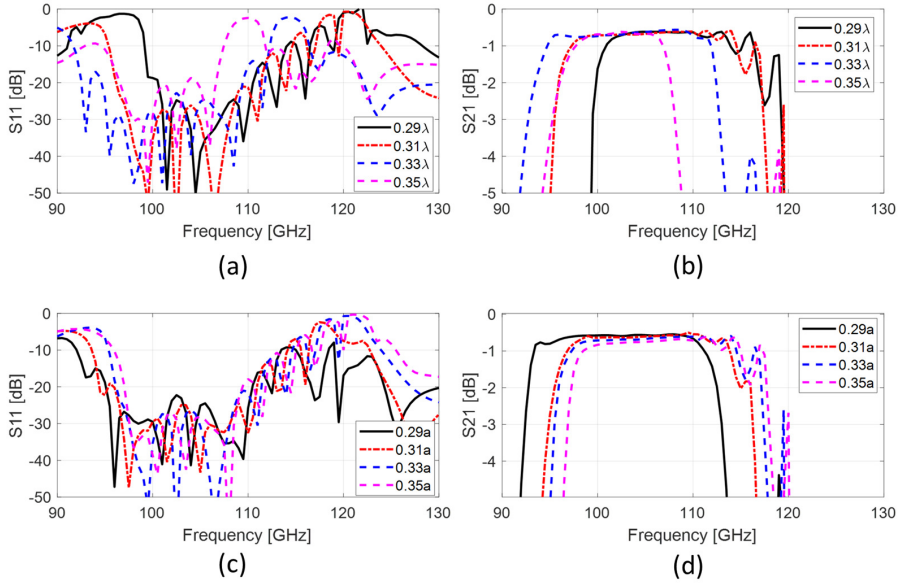 0
-10
-20
-30
-40
-50
S11 [dB]
0.29λ
0.31λ
0.33λ
0.35λ
90 100 110 120 130
Frequency [GHz]
(a)
0
-1
-2
-3
-4
-5
S21 [dB]
0.29λ
0.31λ
0.33λ
0.35λ
90 100 110 120 130
Frequency [GHz]
(b)
0
-10
-20
-30
-40
-50
S11 [dB]
0.29a
0.31a
0.33a
0.35a
90 100 110 120 130
Frequency [GHz]
(c)
0
-1
-2
-3
-4
S21 [dB]
0.29a
0.31a
0.33a
0.35a
90 100 110 120 130
Frequency [GHz]
(d)